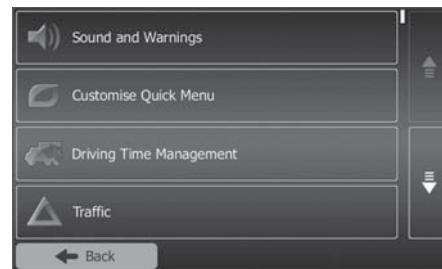 Sound and Warnings
Customise Quick Menu
Driving Time Management
Traffic
Back